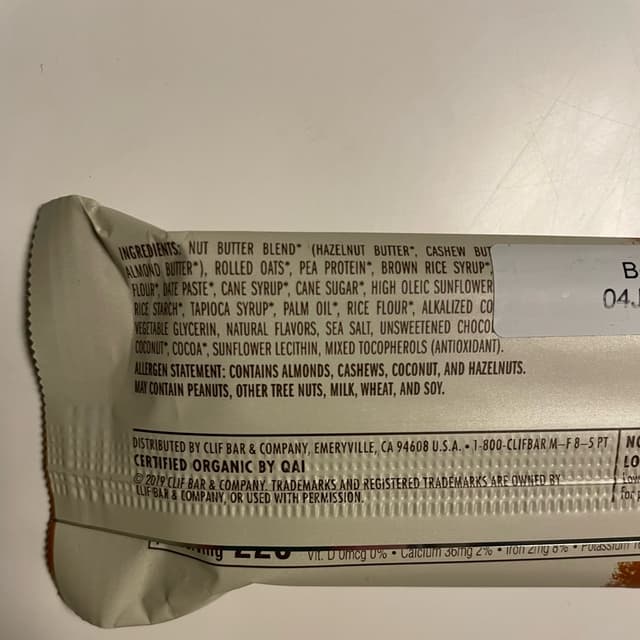 INGREDIENTS: NUT BUTTER BLEND* (HAZELNUT BUTTER*, CASHEW BUT
ALMOND BUTTER*), ROLLED OATS*, PEA PROTEIN*, BROWN RICE SYRUP*,
FLOUR*, DATE PASTE*, CANE SYRUP*, CANE SUGAR*, HIGH OLEIC SUNFLOWER
RICE STARCH*, TAPIOCA SYRUP*, PALM OIL*, RICE FLOUR*, ALKALIZED CO
VEGETABLE GLYCERIN, NATURAL FLAVORS, SEA SALT, UNSWEETENED CHOCOL
COCONUT*, COCOA*, SUNFLOWER LECITHIN, MIXED TOCOPHEROLS (ANTIOXIDANT).
ALLERGEN STATEMENT: CONTAINS ALMONDS, CASHEWS, COCONUT, AND HAZELNUTS.
MAY CONTAIN PEANUTS, OTHER TREE NUTS, MILK, WHEAT, AND SOY.
B
04J
DISTRIBUTED BY CLIF BAR & COMPANY, EMERYVILLE, CA 94608 U.S.A. • 1-800-CLIFBAR M–F 8–5 PT
CERTIFIED ORGANIC BY QAI
© 2019 CLIF BAR & COMPANY. TRADEMARKS AND REGISTERED TRADEMARKS ARE OWNED BY
CLIF BAR & COMPANY, OR USED WITH PERMISSION.
NO
LO
Low
for p
220 Vit. D 0mcg 0% • Calcium 36mg 2% • Iron 2mg 8% • Potassium